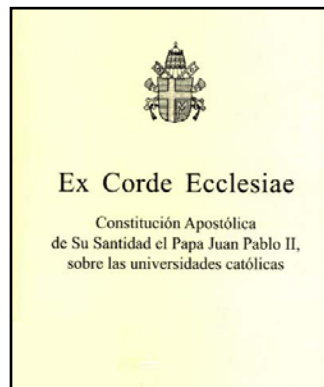 Ex Corde Ecclesiae
Constitución Apostólica
de Su Santidad el Papa Juan Pablo II,
sobre las universidades católicas